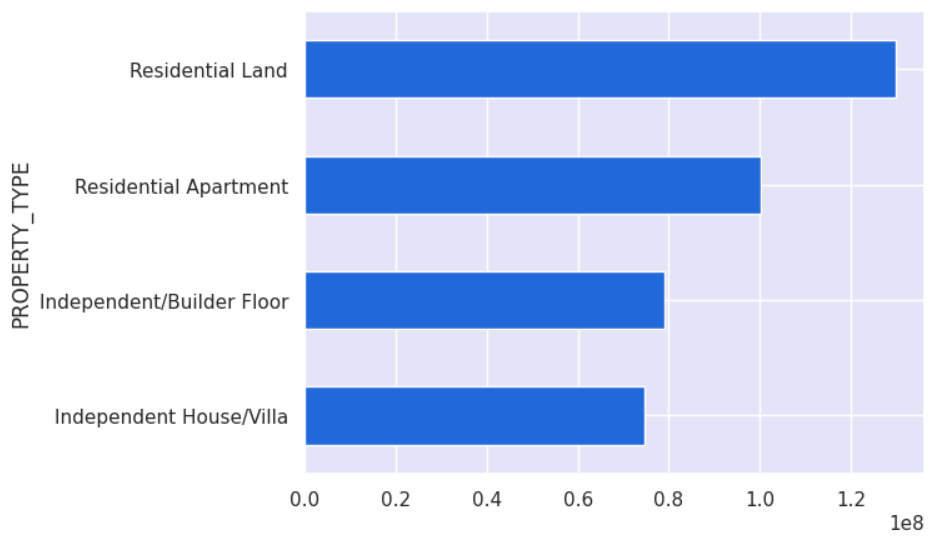 PROPERTY_TYPE
Residential Land
Residential Apartment
Independent/Builder Floor
Independent House/Villa
0.0 0.2 0.4 0.6 0.8 1.0 1.2
1e8